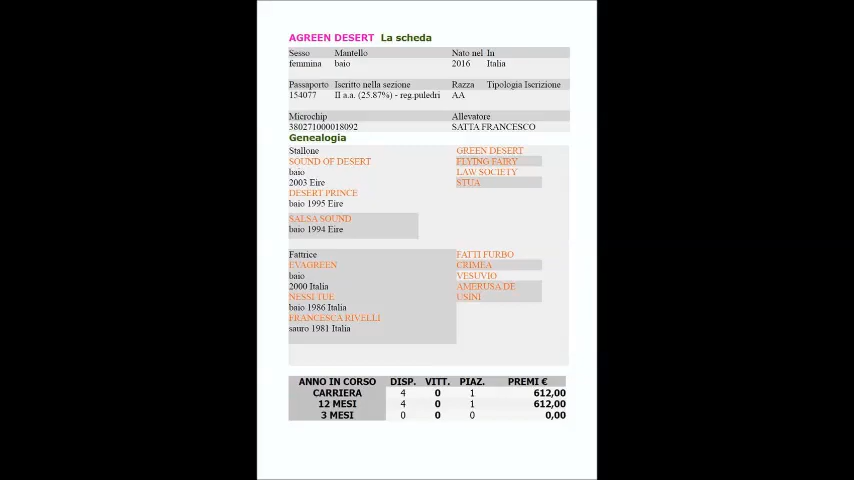 AGREEN DESERT La scheda
Sesso Mantello Nato nel In
femmina baio 2016 Italia
Passaporto Iscritto nella sezione Razza Tipologia Iscrizione
154077 II a.a. (25.87%) - reg.puledri AA
Microchip Allevatore
380271000018092 SATTA FRANCESCO
Genealogia
Stallone GREEN DESERT
SOUND OF DESERT FLYING FAIRY
baio LAW SOCIETY
2003 Eire STUA
DESERT PRINCE
baio 1995 Eire
SALSA SOUND
baio 1994 Eire
Fattrice FATTI FURBO
EVAGREEN CRIMEA
baio VESUVIO
2000 Italia AMERUSA DE
NESSI TUE USINI
baio 1986 Italia
FRANCESCA RIVELLI
sauro 1981 Italia
ANNO IN CORSO DISP. VITT. PIAZ. PREMI €
CARRIERA 4 0 1 612,00
12 MESI 4 0 1 612,00
3 MESI 0 0 0 0,00